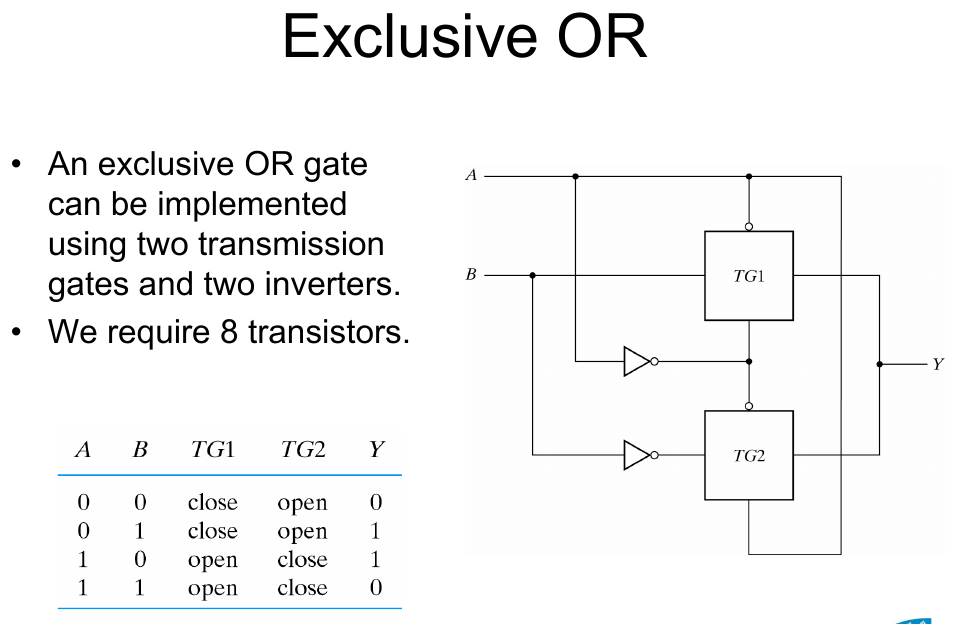 Exclusive OR
• An exclusive OR gate
can be implemented
using two transmission
gates and two inverters.
• We require 8 transistors.
A B TG1 TG2 Y
0 0 close open 0
0 1 close open 1
1 0 open close 1
1 1 open close 0
A
B
TG1
Y
TG2